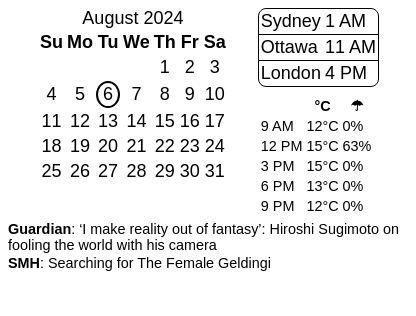 August 2024
Su Mo Tu We Th Fr Sa
1 2 3
4 5 6 7 8 9 10
11 12 13 14 15 16 17
18 19 20 21 22 23 24
25 26 27 28 29 30 31
Sydney 1 AM
Ottawa 11 AM
London 4 PM
°C ☂
9 AM 12°C 0%
12 PM 15°C 63%
3 PM 15°C 0%
6 PM 13°C 0%
9 PM 12°C 0%
Guardian: ‘I make reality out of fantasy’: Hiroshi Sugimoto on
fooling the world with his camera
SMH: Searching for The Female Geldingi